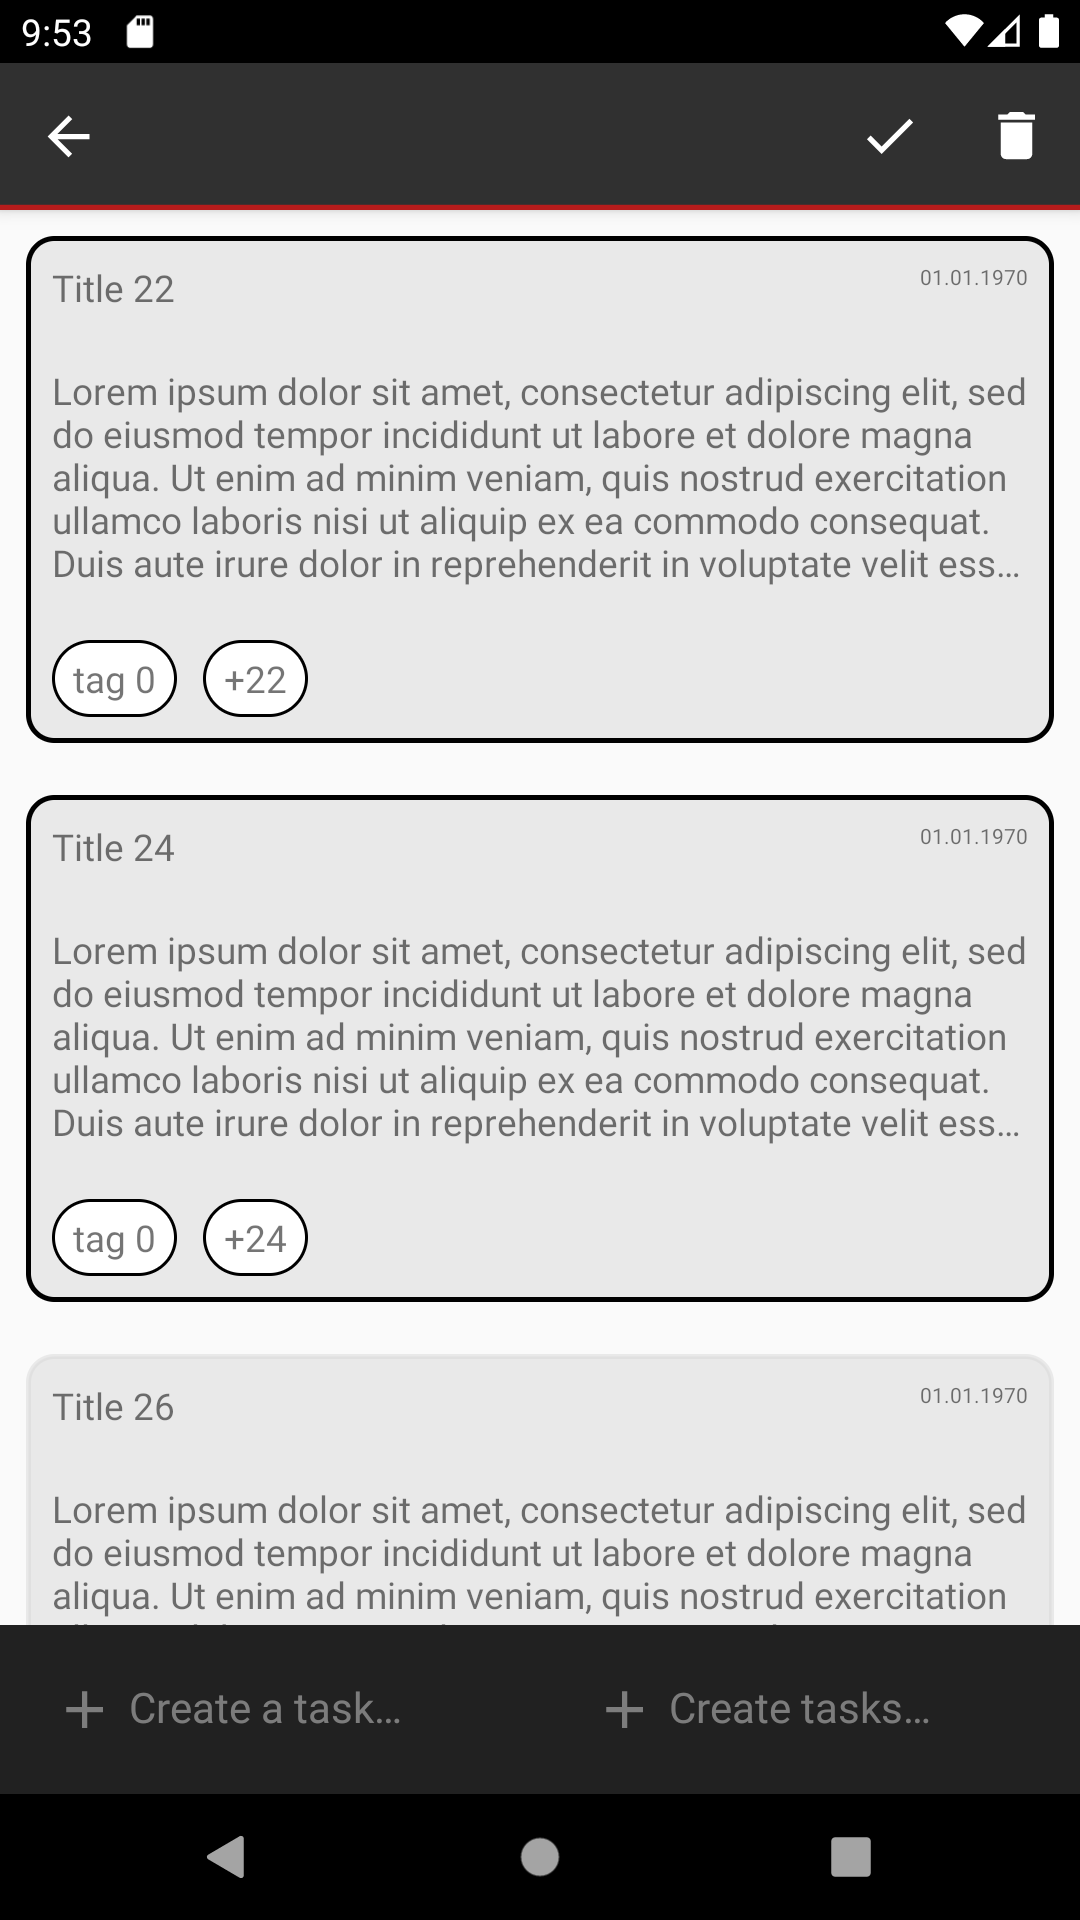 9:53
Title 22
01.01.1970
Lorem ipsum dolor sit amet, consectetur adipiscing elit, sed
do eiusmod tempor incididunt ut labore et dolore magna
aliqua. Ut enim ad minim veniam, quis nostrud exercitation
ullamco laboris nisi ut aliquip ex ea commodo consequat.
Duis aute irure dolor in reprehenderit in voluptate velit ess…
tag 0
+22
Title 24
01.01.1970
Lorem ipsum dolor sit amet, consectetur adipiscing elit, sed
do eiusmod tempor incididunt ut labore et dolore magna
aliqua. Ut enim ad minim veniam, quis nostrud exercitation
ullamco laboris nisi ut aliquip ex ea commodo consequat.
Duis aute irure dolor in reprehenderit in voluptate velit ess…
tag 0
+24
Title 26
01.01.1970
Lorem ipsum dolor sit amet, consectetur adipiscing elit, sed
do eiusmod tempor incididunt ut labore et dolore magna
aliqua. Ut enim ad minim veniam, quis nostrud exercitation
Create a task…
Create tasks…